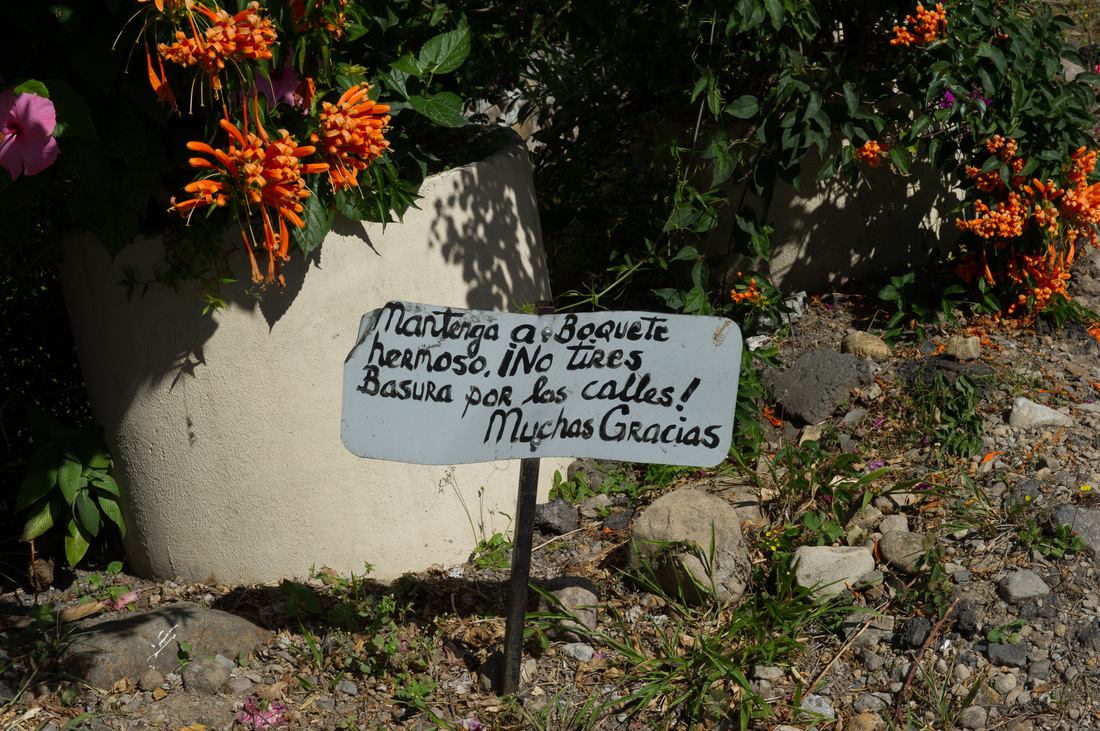 Mantenga a Boquete
hermoso. ¡No tires
Basura por las calles!
Muchas Gracias